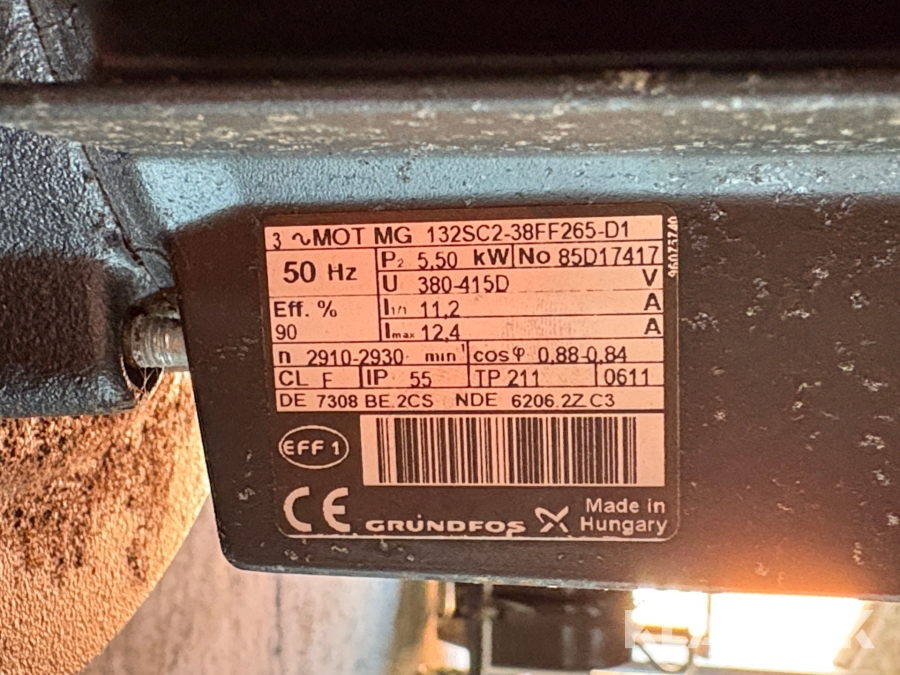 3 ∿MOT MG 132SC2-38FF265-D1
50 Hz
P₂ 5,50 kW No 85D17417
U 380-415D V
Eff. %
90
I1/1 11,2 A
Imax 12,4 A
n 2910-2930 min⁻¹ cosφ 0,88-0,84
CL F IP 55 TP 211 0611
DE 7308 BE.2CS NDE 6206.2Z.C3
EFF 1
CE GRUNDFOS Made in
Hungary